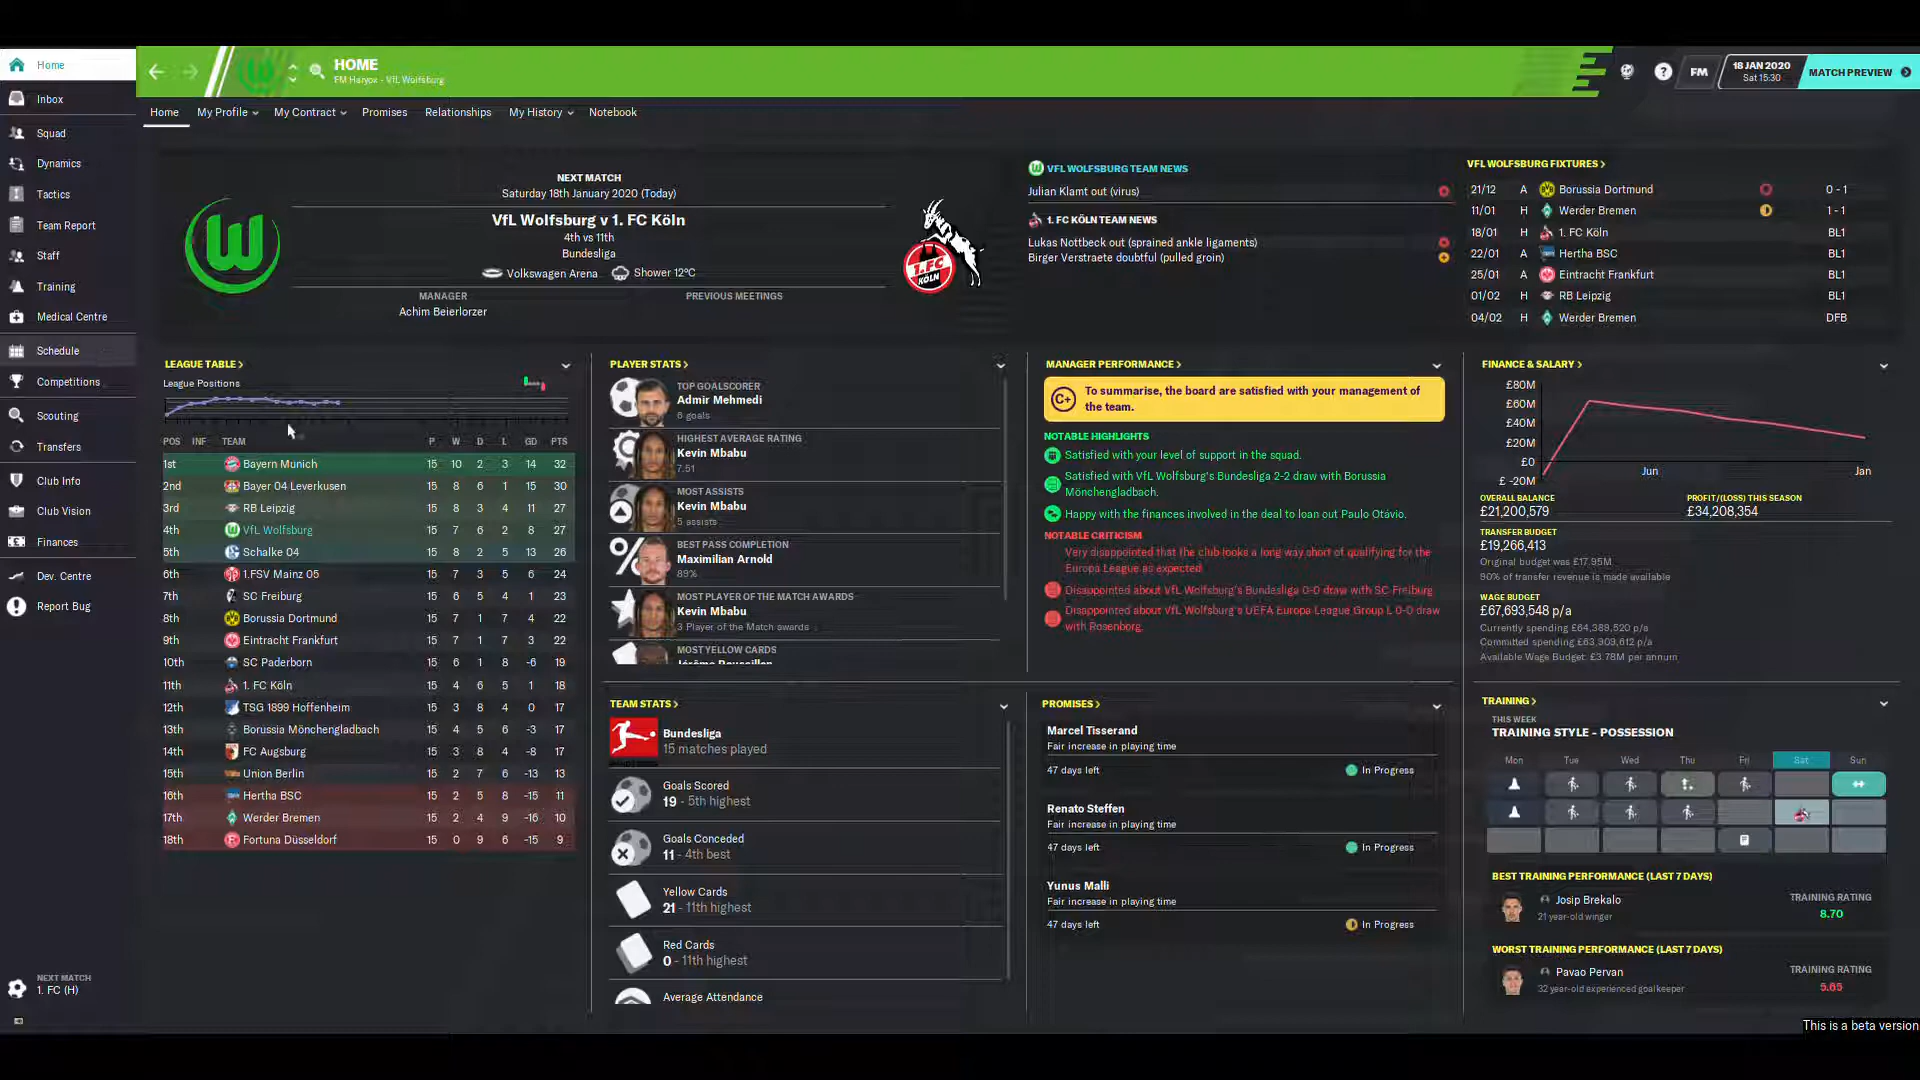 Home
Inbox
Squad
Dynamics
Tactics
Team Report
Staff
Training
Medical Centre
Schedule
Competitions
Scouting
Transfers
Club Info
Club Vision
Finances
Dev. Centre
Report Bug
NEXT MATCH
1. FC (H)
HOME
FM Haryox - VfL Wolfsburg
FM
18 JAN 2020
Sat 15:30
MATCH PREVIEW
Home My Profile My Contract Promises Relationships My History Notebook
NEXT MATCH
Saturday 18th January 2020 (Today)
VfL Wolfsburg v 1. FC Köln
4th vs 11th
Bundesliga
Volkswagen Arena Shower 12°C
MANAGER
Achim Beierlorzer
PREVIOUS MEETINGS
1.FC
KÖLN
VFL WOLFSBURG TEAM NEWS
Julian Klamt out (virus)
1. FC KÖLN TEAM NEWS
Lukas Nottbeck out (sprained ankle ligaments)
Birger Verstraete doubtful (pulled groin)
VFL WOLFSBURG FIXTURES >
21/12 A Borussia Dortmund 0 - 1
11/01 H Werder Bremen 1 - 1
18/01 H 1. FC Köln BL1
22/01 A Hertha BSC BL1
25/01 A Eintracht Frankfurt BL1
01/02 H RB Leipzig BL1
04/02 H Werder Bremen DFB
LEAGUE TABLE >
League Positions
POS INF TEAM P W D L GD PTS
1st Bayern Munich 15 10 2 3 14 32
2nd Bayer 04 Leverkusen 15 8 6 1 15 30
3rd RB Leipzig 15 8 3 4 11 27
4th VfL Wolfsburg 15 7 6 2 8 27
5th Schalke 04 15 8 2 5 13 26
6th 1.FSV Mainz 05 15 7 3 5 6 24
7th SC Freiburg 15 6 5 4 1 23
8th Borussia Dortmund 15 7 1 7 4 22
9th Eintracht Frankfurt 15 7 1 7 3 22
10th SC Paderborn 15 6 1 8 -6 19
11th 1. FC Köln 15 4 6 5 1 18
12th TSG 1899 Hoffenheim 15 3 8 4 0 17
13th Borussia Mönchengladbach 15 4 5 6 -3 17
14th FC Augsburg 15 3 8 4 -8 17
15th Union Berlin 15 2 7 6 -13 13
16th Hertha BSC 15 2 5 8 -15 11
17th Werder Bremen 15 2 4 9 -16 10
18th Fortuna Düsseldorf 15 0 9 6 -15 9
PLAYER STATS >
TOP GOALSCORER
Admir Mehmedi
6 goals
HIGHEST AVERAGE RATING
Kevin Mbabu
7.51
MOST ASSISTS
Kevin Mbabu
5 assists
BEST PASS COMPLETION
Maximilian Arnold
89%
MOST PLAYER OF THE MATCH AWARDS
Kevin Mbabu
3 Player of the Match awards
MOST YELLOW CARDS
Jérôme Roussillon
TEAM STATS >
Bundesliga
15 matches played
Goals Scored
19 - 5th highest
Goals Conceded
11 - 4th best
Yellow Cards
21 - 11th highest
Red Cards
0 - 11th highest
Average Attendance
MANAGER PERFORMANCE >
C+
To summarise, the board are satisfied with your management of
the team.
NOTABLE HIGHLIGHTS
Satisfied with your level of support in the squad.
Satisfied with VfL Wolfsburg's Bundesliga 2-2 draw with Borussia
Mönchengladbach.
Happy with the finances involved in the deal to loan out Paulo Otávio.
NOTABLE CRITICISM
Very disappointed that the club looks a long way short of qualifying for the
Europa League as expected
Disappointed about VfL Wolfsburg's Bundesliga 0-0 draw with SC Freiburg.
Disappointed about VfL Wolfsburg's UEFA Europa League Group L 0-0 draw
with Rosenborg.
PROMISES >
Marcel Tisserand
Fair increase in playing time
47 days left In Progress
Renato Steffen
Fair increase in playing time
47 days left In Progress
Yunus Malli
Fair increase in playing time
47 days left In Progress
FINANCE & SALARY >
£80M
£60M
£40M
£20M
£0
£ -20M
Jun Jan
OVERALL BALANCE
£21,200,579
PROFIT/(LOSS) THIS SEASON
£34,208,354
TRANSFER BUDGET
£19,266,413
Original budget was £17.95M
90% of transfer revenue is made available
WAGE BUDGET
£67,693,548 p/a
Currently spending £64,389,520 p/a
Committed spending £63,909,612 p/a
Available Wage Budget: £3.78M per annum
TRAINING >
THIS WEEK
TRAINING STYLE - POSSESSION
Mon Tue Wed Thu Fri Sat Sun
BEST TRAINING PERFORMANCE (LAST 7 DAYS)
Josip Brekalo
21 year-old winger
TRAINING RATING
8.70
WORST TRAINING PERFORMANCE (LAST 7 DAYS)
Pavao Pervan
32 year-old experienced goalkeeper
TRAINING RATING
5.65
This is a beta version